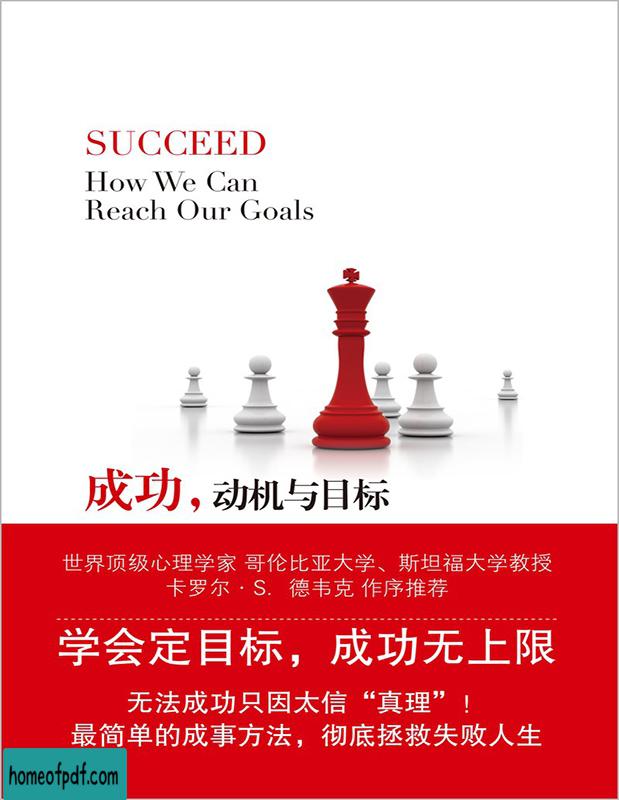 SUCCEED
How We Can
Reach Our Goals
成功，动机与目标
世界顶级心理学家 哥伦比亚大学、斯坦福大学教授
卡罗尔·S. 德韦克 作序推荐
学会定目标，成功无上限
无法成功只因太信“真理”！
最简单的成事方法，彻底拯救失败人生
homeofpdf.com